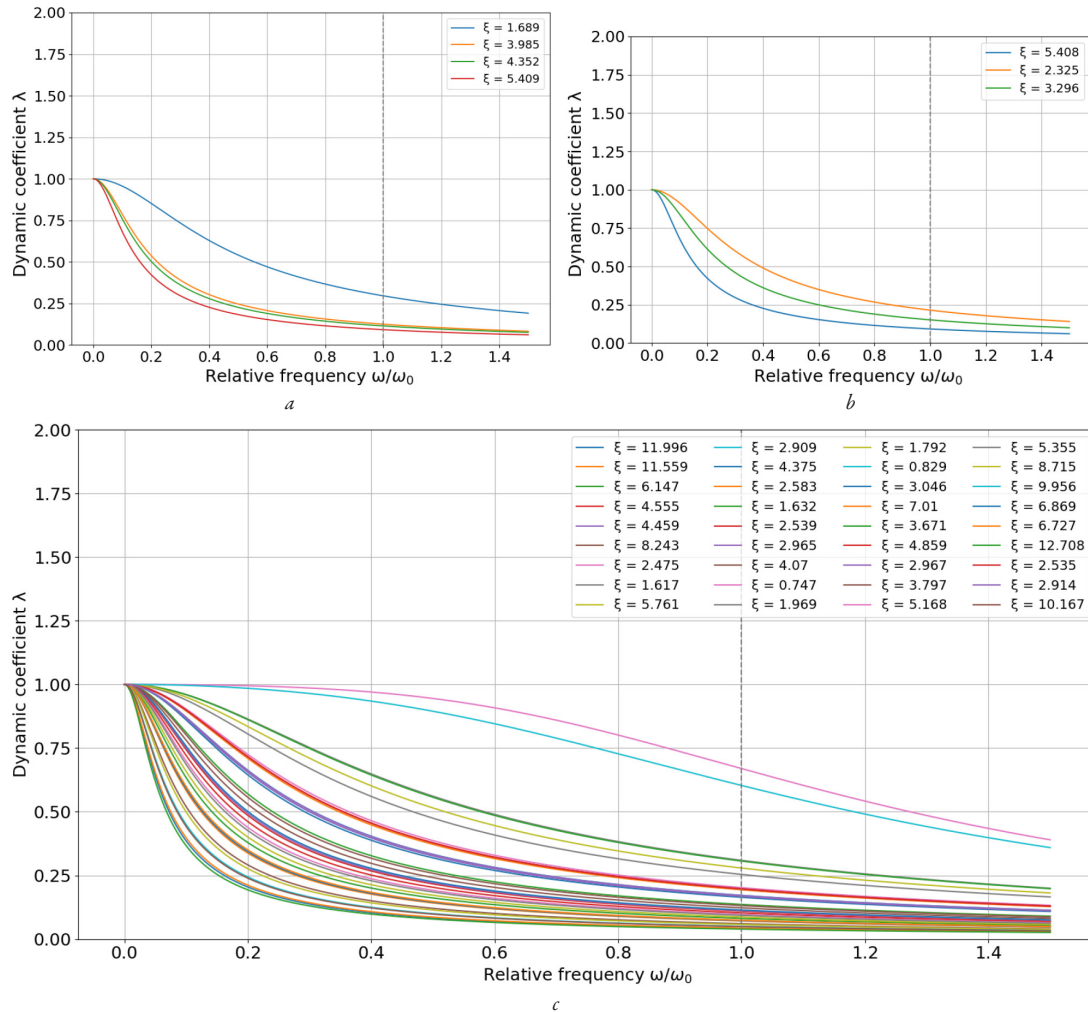 2.00
1.75
1.50
1.25
1.00
0.75
0.50
0.25
0.00
Dynamic coefficient λ
ξ = 1.689
ξ = 3.985
ξ = 4.352
ξ = 5.409
0.0 0.2 0.4 0.6 0.8 1.0 1.2 1.4
Relative frequency ω/ω₀
a
2.00
1.75
1.50
1.25
1.00
0.75
0.50
0.25
0.00
Dynamic coefficient λ
ξ = 5.408
ξ = 2.325
ξ = 3.296
0.0 0.2 0.4 0.6 0.8 1.0 1.2 1.4
Relative frequency ω/ω₀
b
2.00
1.75
1.50
1.25
1.00
0.75
0.50
0.25
0.00
Dynamic coefficient λ
ξ = 11.996 ξ = 2.909 ξ = 1.792 ξ = 5.355
ξ = 11.559 ξ = 4.375 ξ = 0.829 ξ = 8.715
ξ = 6.147 ξ = 2.583 ξ = 3.046 ξ = 9.956
ξ = 4.555 ξ = 1.632 ξ = 7.01 ξ = 6.869
ξ = 4.459 ξ = 2.539 ξ = 3.671 ξ = 6.727
ξ = 8.243 ξ = 2.965 ξ = 4.859 ξ = 12.708
ξ = 2.475 ξ = 4.07 ξ = 2.967 ξ = 2.535
ξ = 1.617 ξ = 0.747 ξ = 3.797 ξ = 2.914
ξ = 5.761 ξ = 1.969 ξ = 5.168 ξ = 10.167
0.0 0.2 0.4 0.6 0.8 1.0 1.2 1.4
Relative frequency ω/ω₀
c